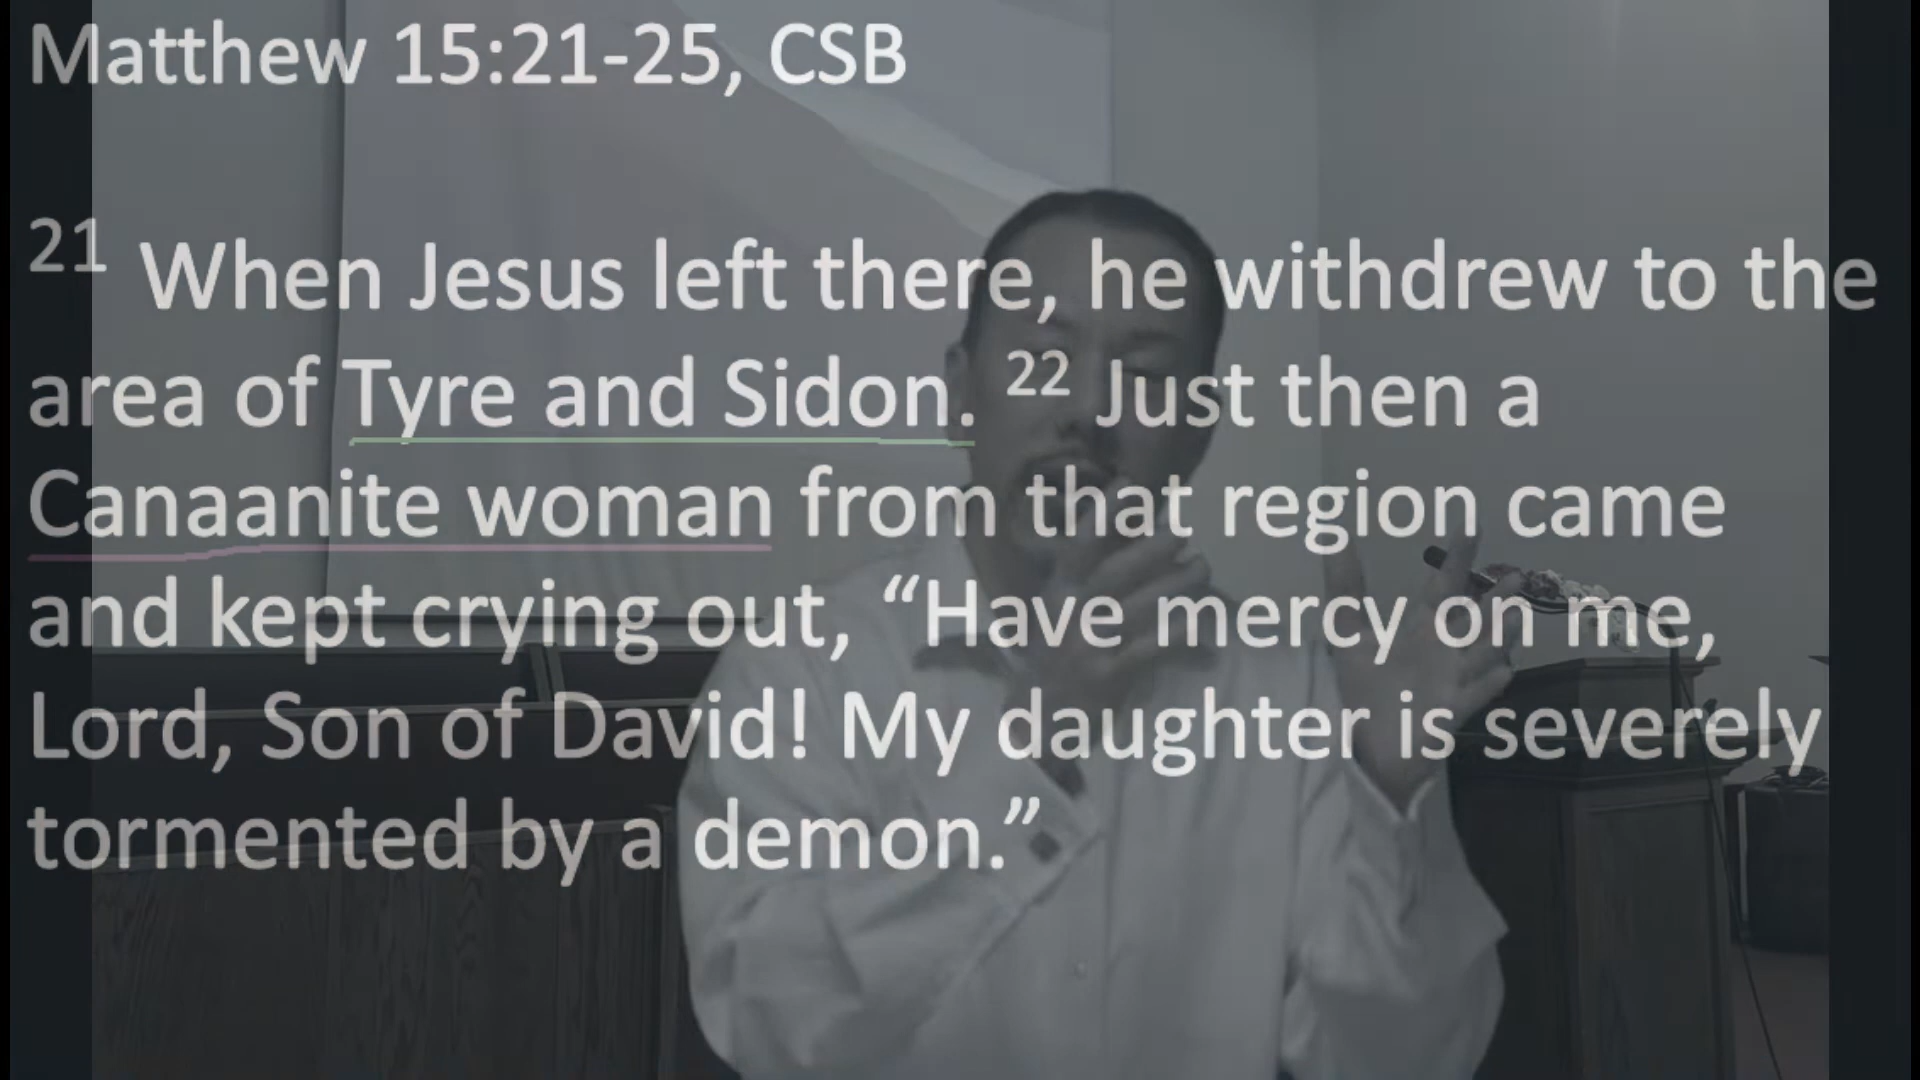 Matthew 15:21-25, CSB
21 When Jesus left there, he withdrew to the
area of Tyre and Sidon. 22 Just then a
Canaanite woman from that region came
and kept crying out, “Have mercy on me,
Lord, Son of David! My daughter is severely
tormented by a demon.”